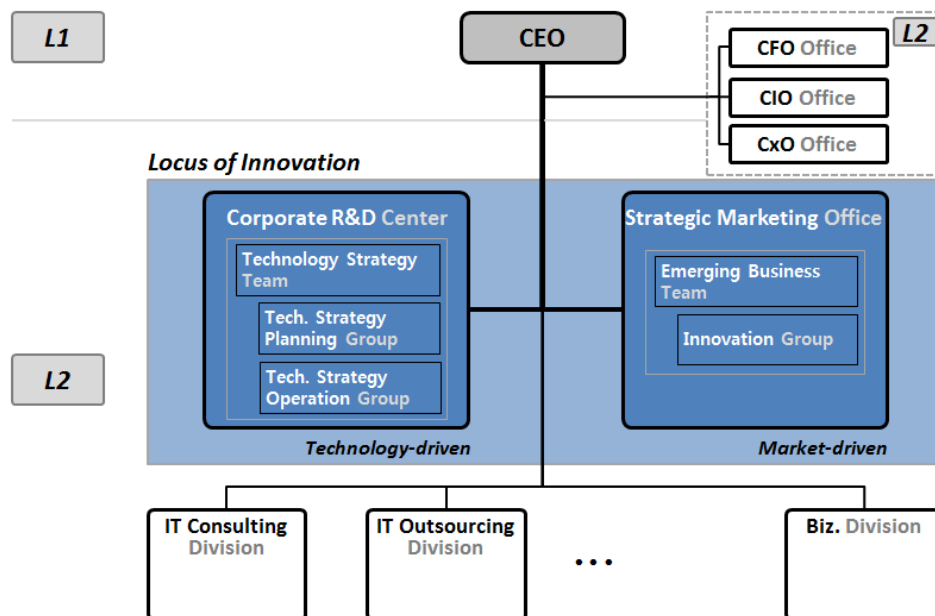 L1
CEO
L2
CFO Office
CIO Office
CxO Office
Locus of Innovation
Corporate R&D Center
Technology Strategy
Team
Tech. Strategy
Planning Group
Tech. Strategy
Operation Group
Technology-driven
Strategic Marketing Office
Emerging Business
Team
Innovation Group
Market-driven
L2
IT Consulting
Division
IT Outsourcing
Division
...
Biz. Division